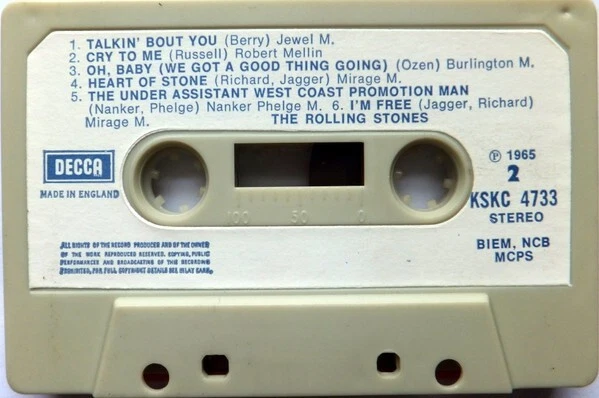 1. TALKIN' BOUT YOU (Berry) Jewel M.
2. CRY TO ME (Russell) Robert Mellin
3. OH, BABY (WE GOT A GOOD THING GOING) (Ozen) Burlington M.
4. HEART OF STONE (Richard, Jagger) Mirage M.
5. THE UNDER ASSISTANT WEST COAST PROMOTION MAN
(Nanker, Phelge) Nanker Phelge M. 6. I'M FREE (Jagger, Richard)
Mirage M. THE ROLLING STONES
DECCA
MADE IN ENGLAND
℗ 1965
2
KSKC 4733
STEREO
BIEM, NCB
MCPS
100 50 0
ALL RIGHTS OF THE RECORD PRODUCER AND OF THE OWNER
OF THE WORK REPRODUCED RESERVED. COPYING, PUBLIC
PERFORMANCES AND BROADCASTING OF THIS RECORDING
PROHIBITED, FOR FULL COPYRIGHT DETAILS SEE INLAY CARD.